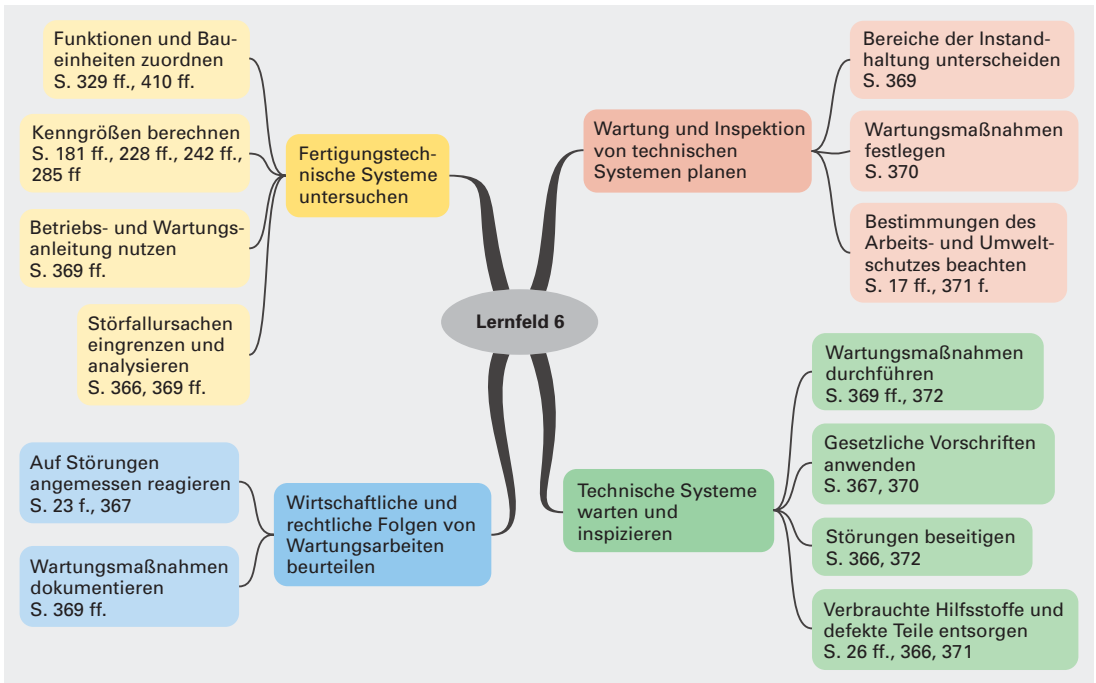 Lernfeld 6
Fertigungstech-
nische Systeme
untersuchen
Funktionen und Bau-
einheiten zuordnen
S. 329 ff., 410 ff.
Kenngrößen berechnen
S. 181 ff., 228 ff., 242 ff.,
285 ff
Betriebs- und Wartungs-
anleitung nutzen
S. 369 ff.
Störfallursachen
eingrenzen und
analysieren
S. 366, 369 ff.
Wartung und Inspektion
von technischen
Systemen planen
Bereiche der Instand-
haltung unterscheiden
S. 369
Wartungsmaßnahmen
festlegen
S. 370
Bestimmungen des
Arbeits- und Umwelt-
schutzes beachten
S. 17 ff., 371 f.
Technische Systeme
warten und
inspizieren
Wartungsmaßnahmen
durchführen
S. 369 ff., 372
Gesetzliche Vorschriften
anwenden
S. 367, 370
Störungen beseitigen
S. 366, 372
Verbrauchte Hilfsstoffe und
defekte Teile entsorgen
S. 26 ff., 366, 371
Wirtschaftliche und
rechtliche Folgen von
Wartungsarbeiten
beurteilen
Auf Störungen
angemessen reagieren
S. 23 f., 367
Wartungsmaßnahmen
dokumentieren
S. 369 ff.